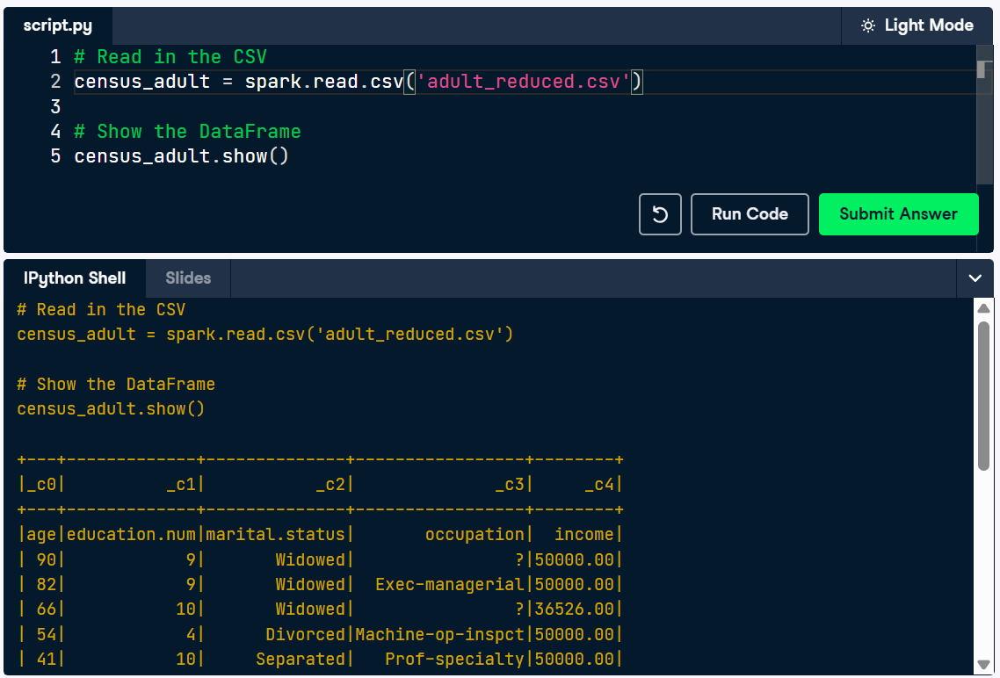 script.py
Light Mode
1 # Read in the CSV
2 census_adult = spark.read.csv('adult_reduced.csv')
3
4 # Show the DataFrame
5 census_adult.show()
Run Code
Submit Answer
IPython Shell
Slides
# Read in the CSV
census_adult = spark.read.csv('adult_reduced.csv')
# Show the DataFrame
census_adult.show()
+---+-------------+--------------+-----------------+--------+
|_c0|          _c1|           _c2|              _c3|     _c4|
+---+-------------+--------------+-----------------+--------+
|age|education.num|marital.status|       occupation|  income|
| 90|            9|       Widowed|                ?|50000.00|
| 82|            9|       Widowed|  Exec-managerial|50000.00|
| 66|           10|       Widowed|                ?|36526.00|
| 54|            4|      Divorced|Machine-op-inspct|50000.00|
| 41|           10|     Separated|   Prof-specialty|50000.00|